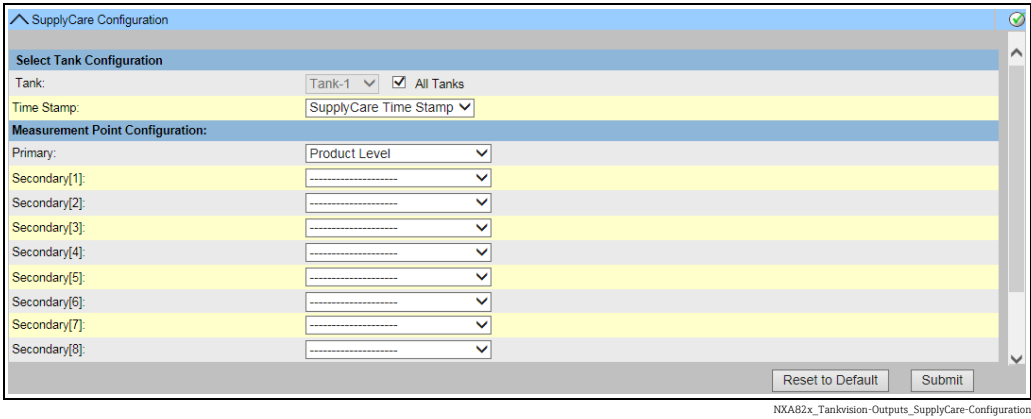 SupplyCare Configuration
Select Tank Configuration
Tank: Tank-1 All Tanks
Time Stamp: SupplyCare Time Stamp
Measurement Point Configuration:
Primary: Product Level
Secondary[1]: --------------------
Secondary[2]: --------------------
Secondary[3]: --------------------
Secondary[4]: --------------------
Secondary[5]: --------------------
Secondary[6]: --------------------
Secondary[7]: --------------------
Secondary[8]: --------------------
Reset to Default Submit
NXA82x_Tankvision-Outputs_SupplyCare-Configuration